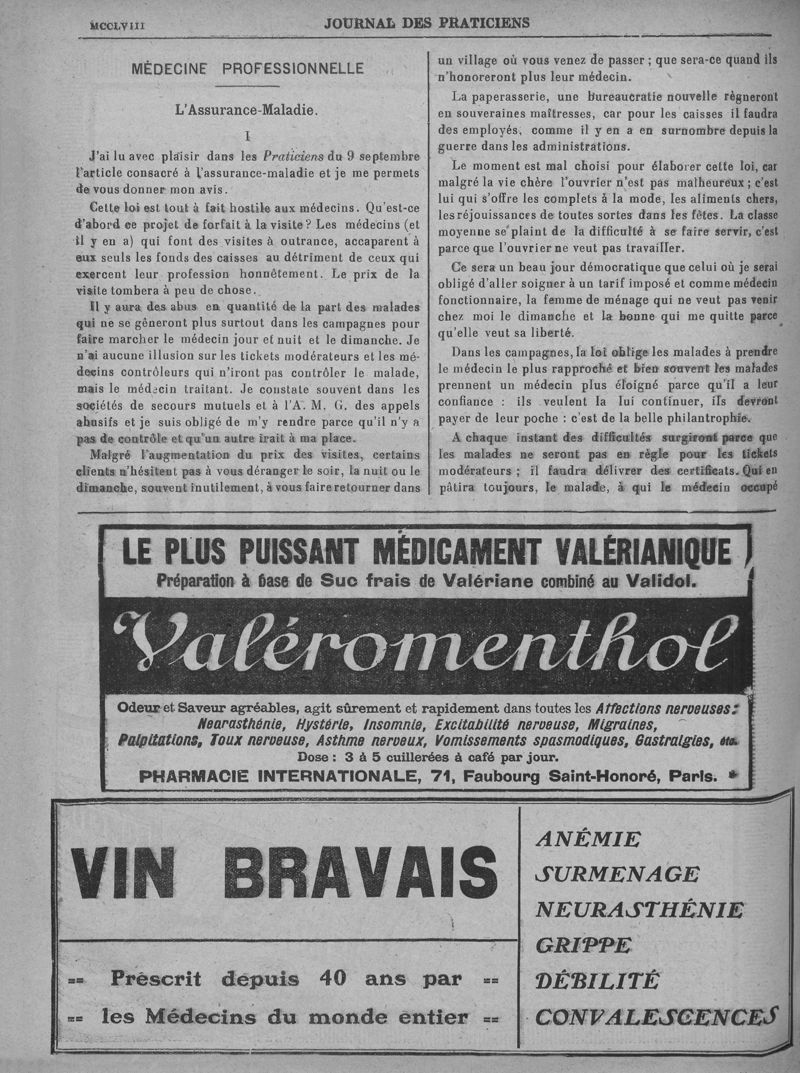 MCCLVIII
JOURNAL DES PRATICIENS
MÉDECINE PROFESSIONNELLE
L'Assurance-Maladie.
I
J'ai lu avec plaisir dans les Praticiens du 9 septembre
l'article consacré à l'assurance-maladie et je me permets
de vous donner mon avis.
Cette loi est tout à fait hostile aux médecins. Qu'est-ce
d'abord ce projet de forfait à la visite ? Les médecins (et
il y en a) qui font des visites à outrance, accaparent à
eux seuls les fonds des caisses au détriment de ceux qui
exercent leur profession honnêtement. Le prix de la
visite tombera à peu de chose.
Il y aura des abus en quantité de la part des malades
qui ne se gêneront plus surtout dans les campagnes pour
faire marcher le médecin jour et nuit et le dimanche. Je
n'ai aucune illusion sur les tickets modérateurs et les mé-
decins contrôleurs qui n'iront pas contrôler le malade,
mais le médecin traitant. Je constate souvent dans les
sociétés de secours mutuels et à l'A. M. G. des appels
abusifs et je suis obligé de m'y rendre parce qu'il n'y a
pas de contrôle et qu'un autre irait à ma place.
Malgré l'augmentation du prix des visites, certains
clients n'hésitent pas à vous déranger le soir, la nuit ou le
dimanche, souvent inutilement, à vous faire retourner dans
un village où vous venez de passer ; que sera-ce quand ils
n'honoreront plus leur médecin.
La paperasserie, une bureaucratie nouvelle règneront
en souveraines maîtresses, car pour les caisses il faudra
des employés, comme il y en a en surnombre depuis la
guerre dans les administrations.
Le moment est mal choisi pour élaborer cette loi, car
malgré la vie chère l'ouvrier n'est pas malheureux ; c'est
lui qui s'offre les complets à la mode, les aliments chers,
les réjouissances de toutes sortes dans les fêtes. La classe
moyenne se plaint de la difficulté à se faire servir, c'est
parce que l'ouvrier ne veut pas travailler.
Ce sera un beau jour démocratique que celui où je serai
obligé d'aller soigner à un tarif imposé et comme médecin
fonctionnaire, la femme de ménage qui ne veut pas venir
chez moi le dimanche et la bonne qui me quitte parce
qu'elle veut sa liberté.
Dans les campagnes, la loi oblige les malades à prendre
le médecin le plus rapproché et bien souvent les malades
prennent un médecin plus éloigné parce qu'il a leur
confiance : ils veulent la lui continuer, ils devront
payer de leur poche : c'est de la belle philantrophie.
A chaque instant des difficultés surgiront parce que
les malades ne seront pas en règle pour les tickets
modérateurs ; il faudra délivrer des certificats. Qui en
pâtira toujours, le malade, à qui le médecin occupé
LE PLUS PUISSANT MÉDICAMENT VALÉRIANIQUE
Préparation à base de Suc frais de Valériane combiné au Validol.
Valéromenthol
Odeur et Saveur agréables, agit sûrement et rapidement dans toutes les Affections nerveuses :
Nearasthénie, Hystérie, Insomnie, Excitabilité nerveuse, Migraines,
Palpitations, Toux nerveuse, Asthme nerveux, Vomissements spasmodiques, Gastralgies, etc.
Dose : 3 à 5 cuillerées à café par jour.
PHARMACIE INTERNATIONALE, 71, Faubourg Saint-Honoré, Paris. *
VIN BRAVAIS
== Prescrit depuis 40 ans par ==
== les Médecins du monde entier ==
ANÉMIE
SURMENAGE
NEURASTHÉNIE
GRIPPE
DÉBILITÉ
CONVALESCENCES